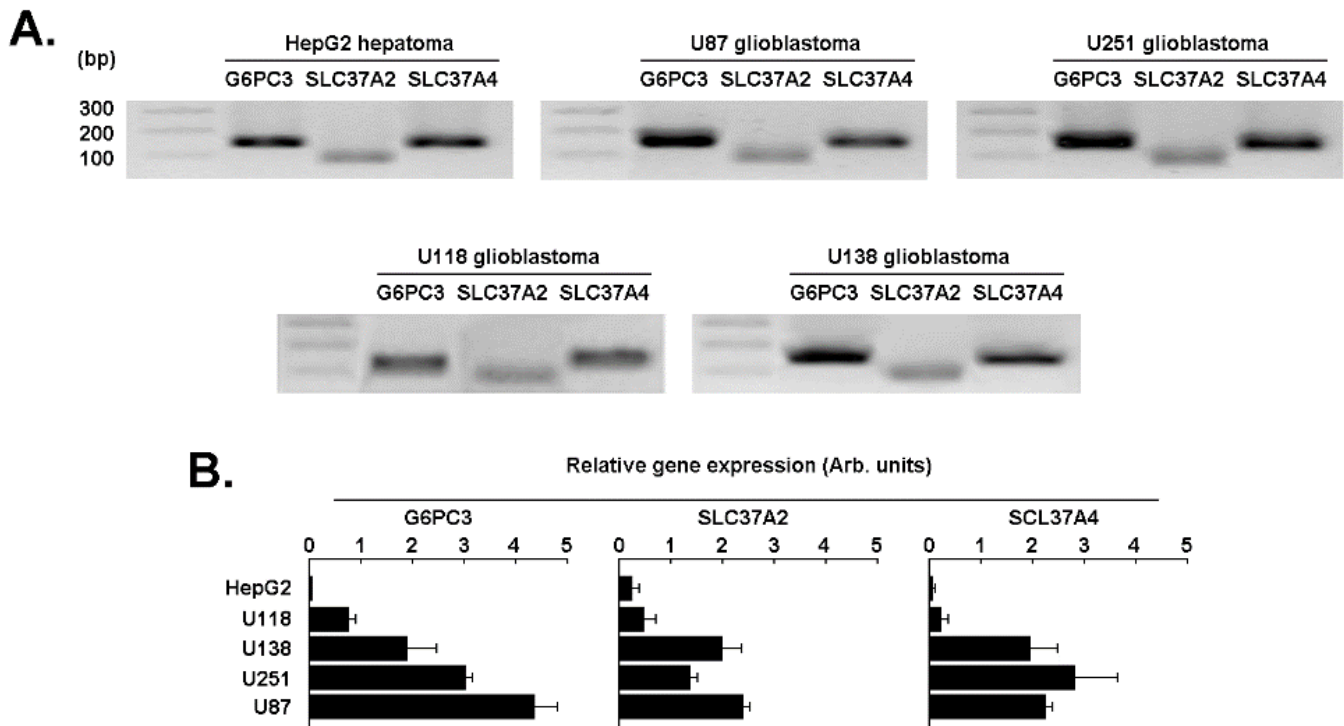 A.
(bp)
HepG2 hepatoma
G6PC3 SLC37A2 SLC37A4
300
200
100
U87 glioblastoma
G6PC3 SLC37A2 SLC37A4
U251 glioblastoma
G6PC3 SLC37A2 SLC37A4
U118 glioblastoma
G6PC3 SLC37A2 SLC37A4
U138 glioblastoma
G6PC3 SLC37A2 SLC37A4
B.
Relative gene expression (Arb. units)
G6PC3 SLC37A2 SCL37A4
0 1 2 3 4 5 0 1 2 3 4 5 0 1 2 3 4 5
HepG2
U118
U138
U251
U87